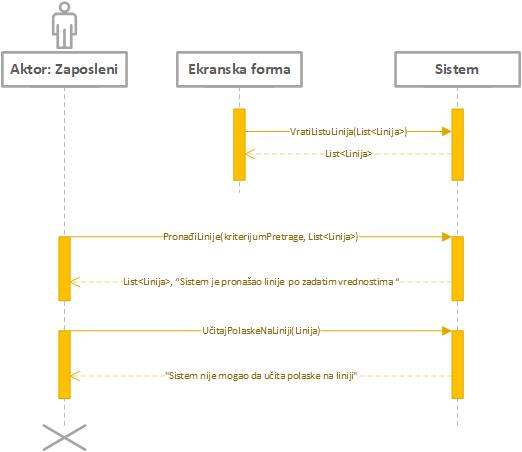 Aktor: Zaposleni
Ekranska forma
Sistem
VratiListuLinija(List<Linija>)
List<Linija>
PronađiLinije(kriterijumPretrage, List<Linija>)
List<Linija>, “Sistem je pronašao linije po zadatim vrednostima “
UčitajPolaskeNaLiniji(Linija)
"Sistem nije mogao da učita polaske na liniji"